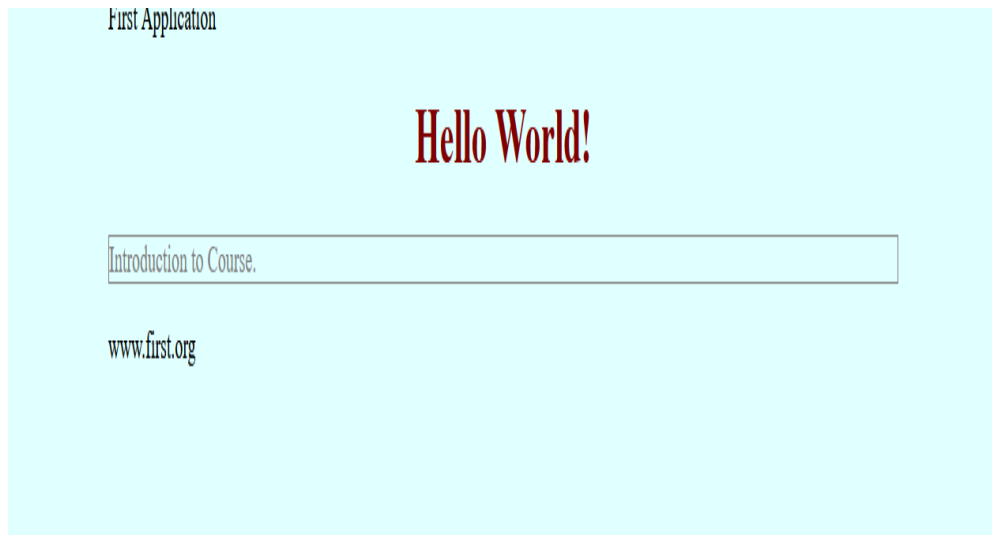 First Application
Hello World!
Introduction to Course.
www.first.org